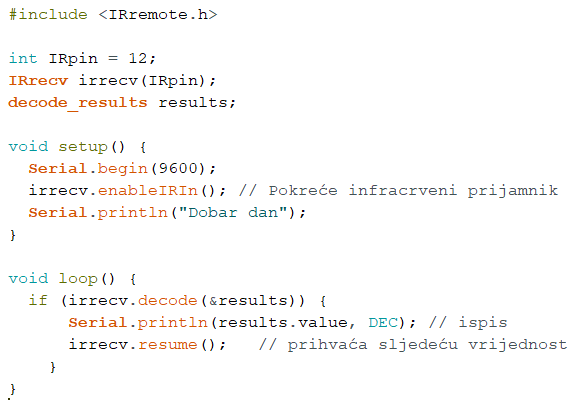 #include <IRremote.h>

int IRpin = 12;
IRrecv irrecv(IRpin);
decode_results results;

void setup() {
  Serial.begin(9600);
  irrecv.enableIRIn(); // Pokreće infracrveni prijamnik
  Serial.println("Dobar dan");
}

void loop() {
  if (irrecv.decode(&results)) {
      Serial.println(results.value, DEC); // ispis
      irrecv.resume();   // prihvaća sljedeću vrijednost
    }
}